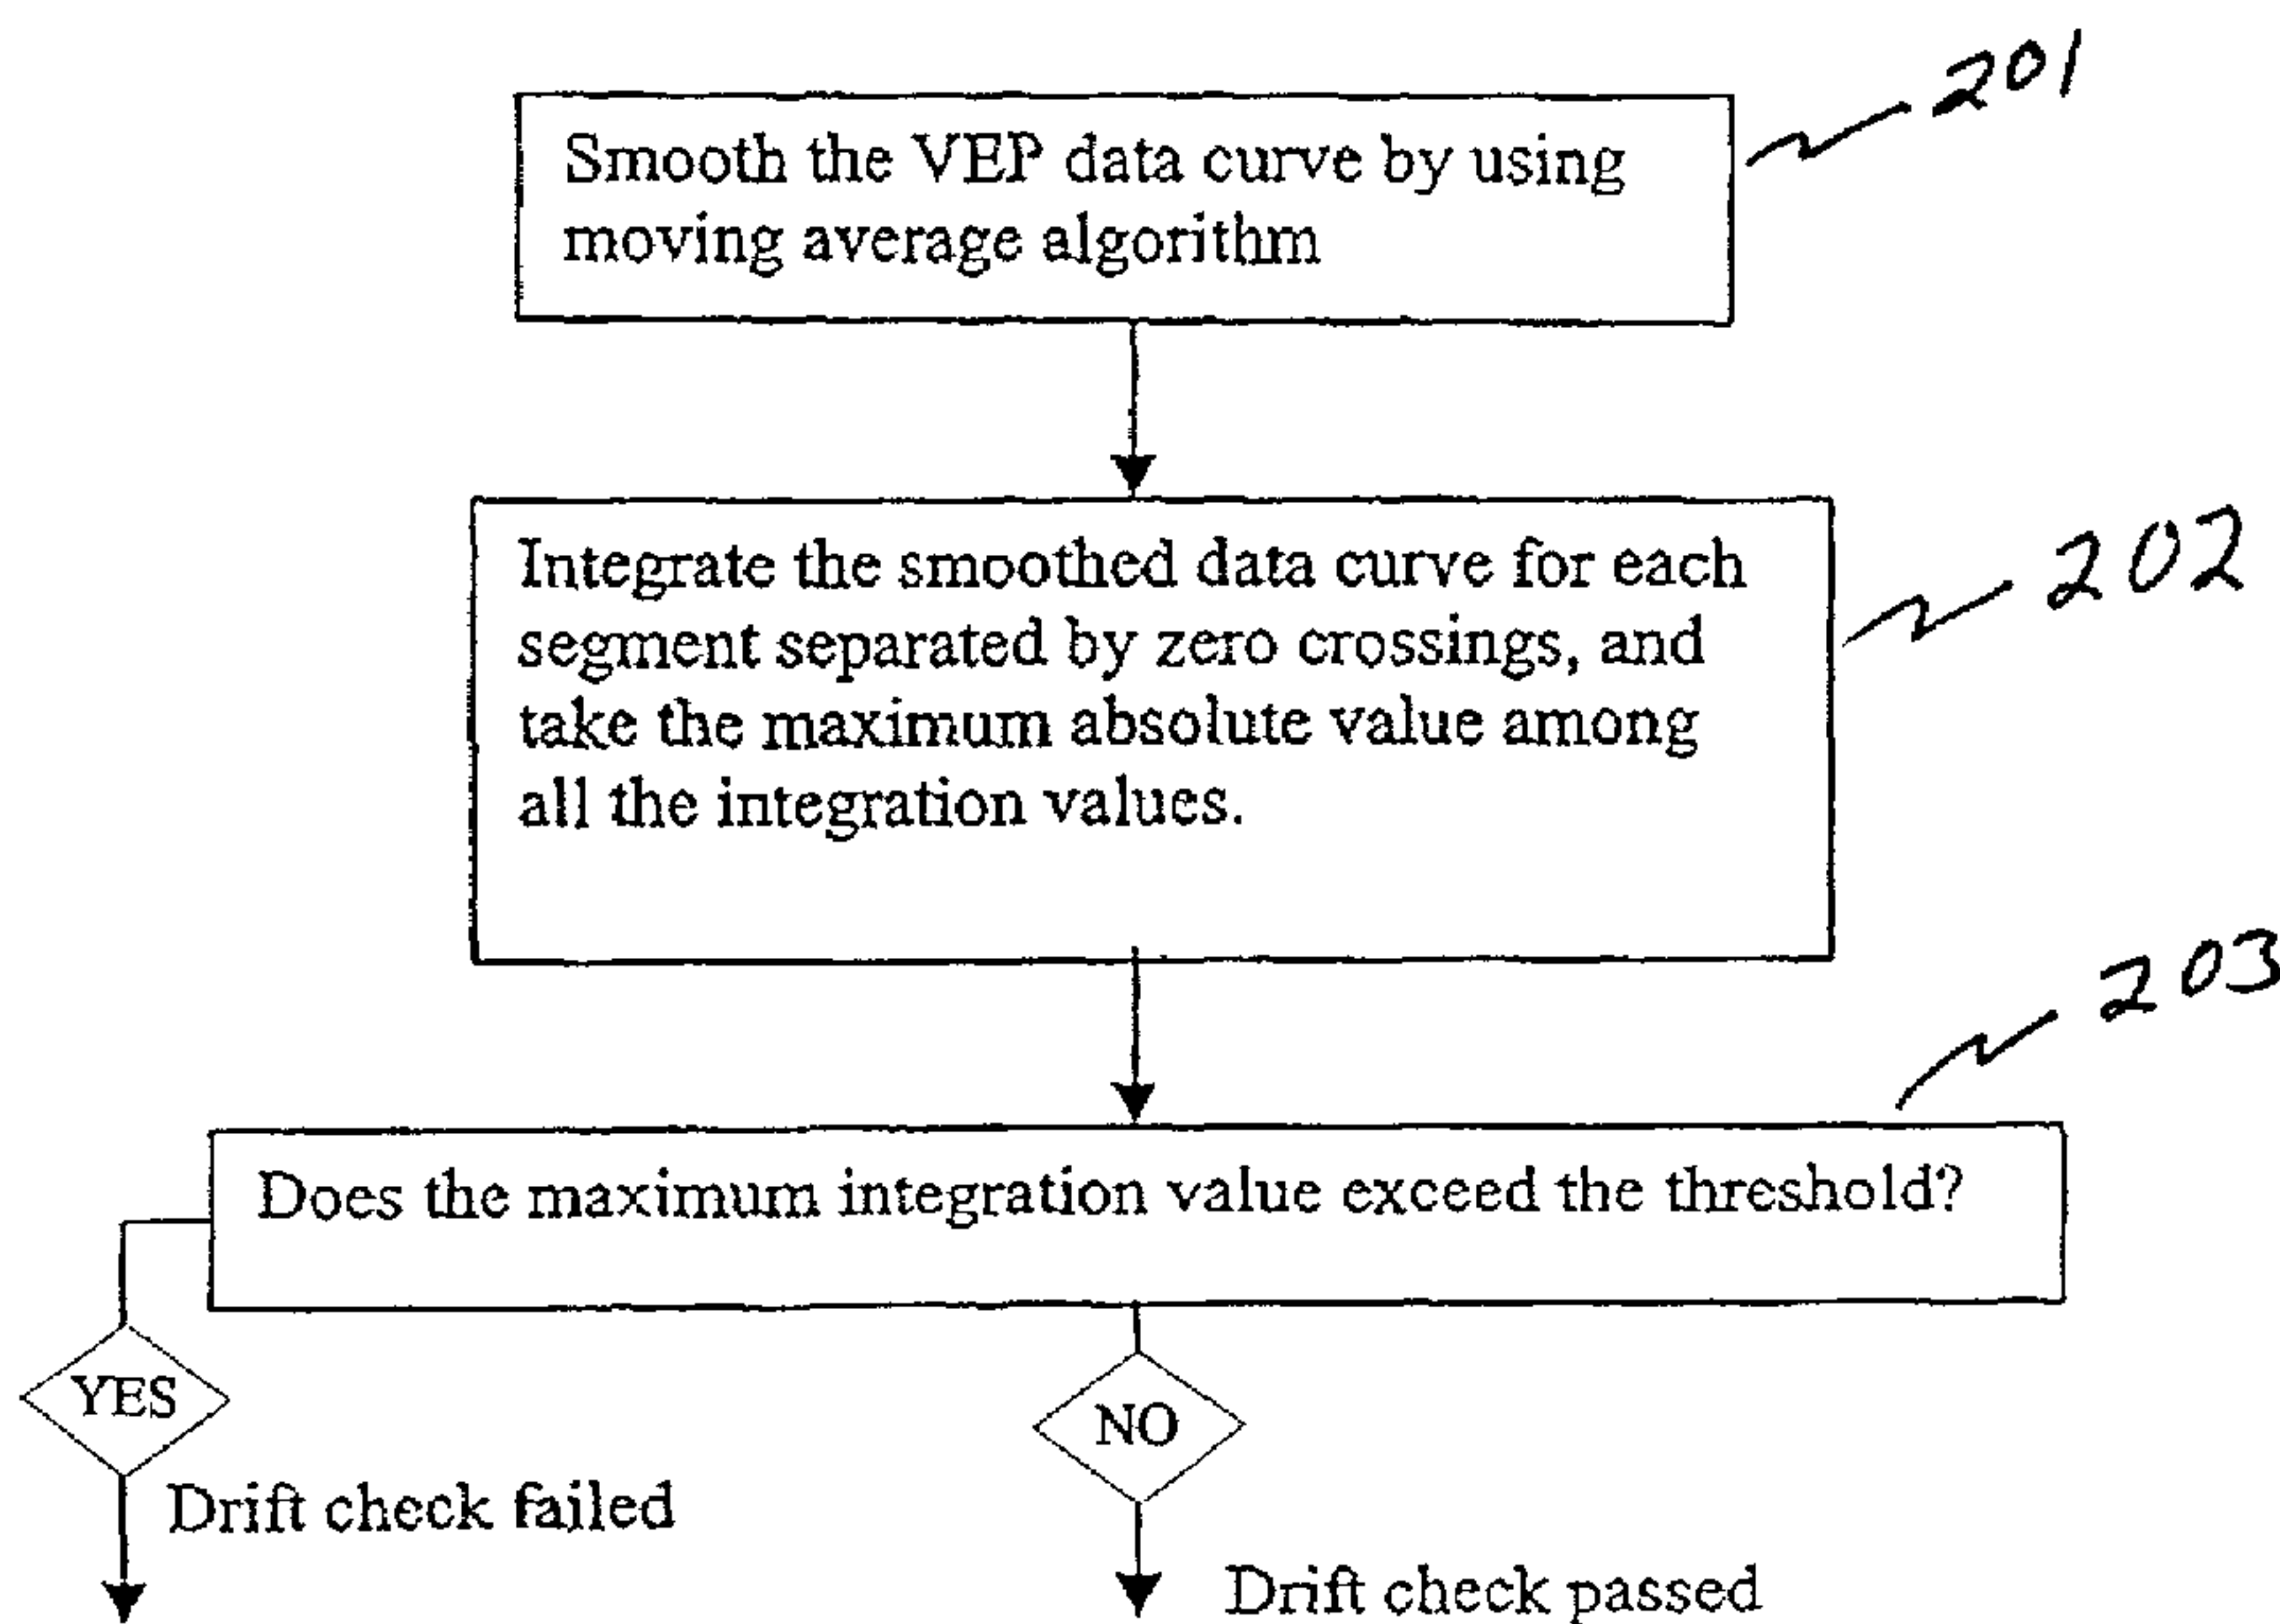 201
Smooth the VEP data curve by using
moving average algorithm
202
Integrate the smoothed data curve for each
segment separated by zero crossings, and
take the maximum absolute value among
all the integration values.
203
Does the maximum integration value exceed the threshold?
YES
NO
Drift check failed
Drift check passed